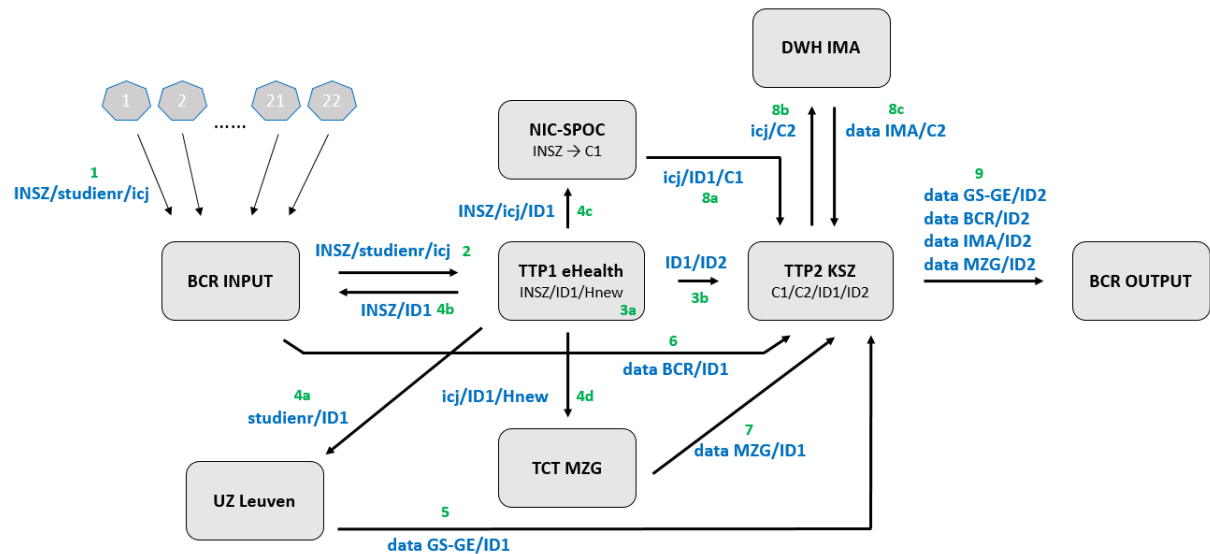 DWH IMA
1
2
21
22
......
8b
8c
icj/C2
data IMA/C2
NIC-SPOC
INSZ → C1
1
INSZ/studienr/icj
icj/ID1/C1
8a
9
data GS-GE/ID2
data BCR/ID2
data IMA/ID2
data MZG/ID2
INSZ/icj/ID1
4c
INSZ/studienr/icj
2
BCR INPUT
INSZ/ID1
4b
TTP1 eHealth
INSZ/ID1/Hnew
3a
ID1/ID2
3b
TTP2 KSZ
C1/C2/ID1/ID2
BCR OUTPUT
6
data BCR/ID1
4a
studienr/ID1
icj/ID1/Hnew
4d
7
data MZG/ID1
TCT MZG
UZ Leuven
5
data GS-GE/ID1